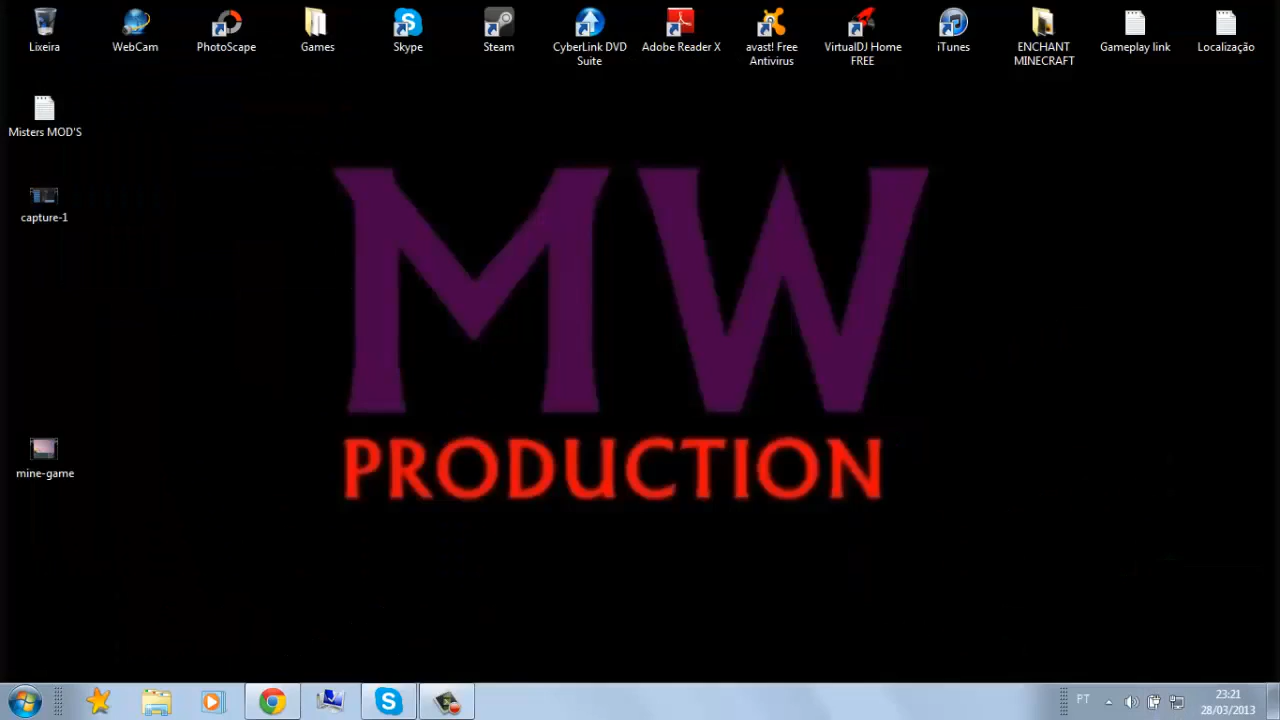 Lixeira
WebCam
PhotoScape
Games
Skype
Steam
CyberLink DVD
Suite
Adobe Reader X
avast! Free
Antivirus
VirtualDJ Home
FREE
iTunes
ENCHANT
MINECRAFT
Gameplay link
Localização
Misters MOD'S
capture-1
mine-game
MW
PRODUCTION
PT
23:21
28/03/2013